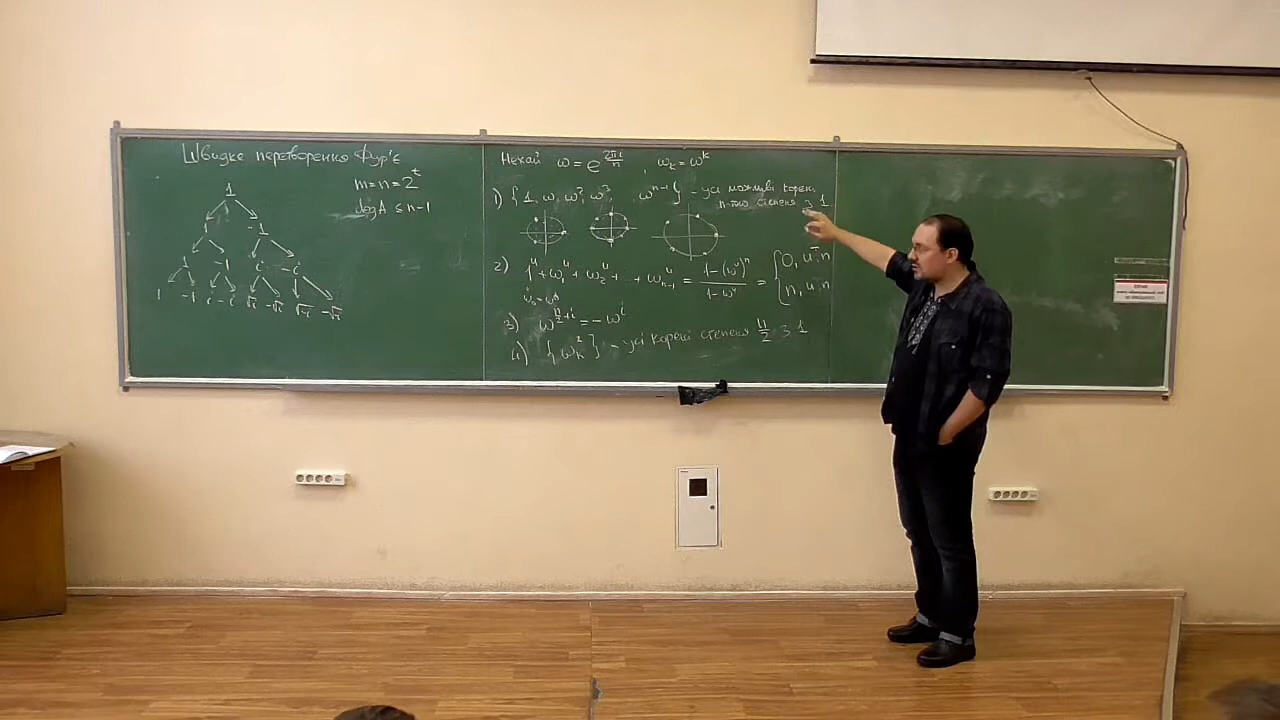 Швидке перетворення Фур'є
m=n=2^t
deg A ≤ n-1
1
1 -1
1 -1 i -i
1 -1 i -i √i -√i √-i -√-i
Нехай ω = e^{2πi/n}, ω_k = ω^k
1) {1, ω, ω², ω³, , ω^{n-1}} - усі можливі корені
n-того степеня з 1
2) 1^u + ω_1^u + ω_2^u + .. + ω_{n-1}^u = (1-(ω^u)^n)/(1-ω^u) = {0, u⋮̸n
n, u⋮n
3) ω^{n/2+i} = -ω^i
4) {ω_k²} - усі корені степеня n/2 з 1